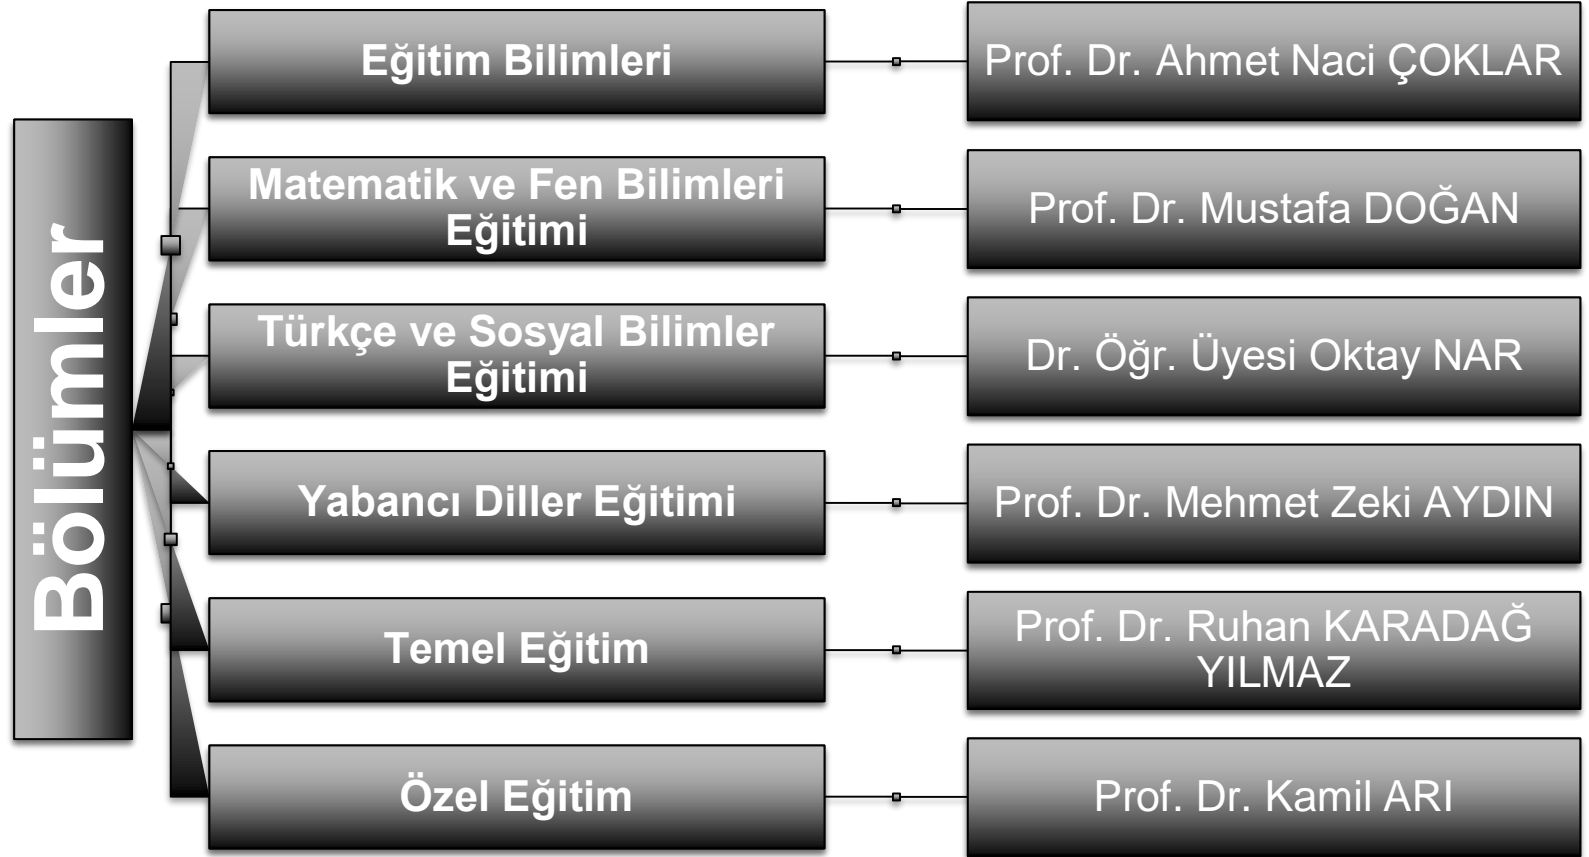 Bölümler
Eğitim Bilimleri
Prof. Dr. Ahmet Naci ÇOKLAR
Matematik ve Fen Bilimleri
Eğitimi
Prof. Dr. Mustafa DOĞAN
Türkçe ve Sosyal Bilimler
Eğitimi
Dr. Öğr. Üyesi Oktay NAR
Yabancı Diller Eğitimi
Prof. Dr. Mehmet Zeki AYDIN
Temel Eğitim
Prof. Dr. Ruhan KARADAĞ
YILMAZ
Özel Eğitim
Prof. Dr. Kamil ARI